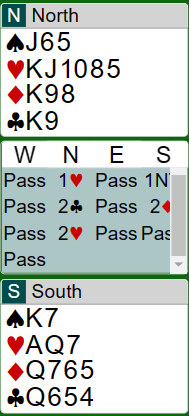 N North
♠J65
♥KJ1085
♦K98
♣K9
W N E S
Pass 1♥ Pass 1N
Pass 2♣ Pass 2♦
Pass 2♥ Pass Pas
Pass
S South
♠K7
♥AQ7
♦Q765
♣Q654